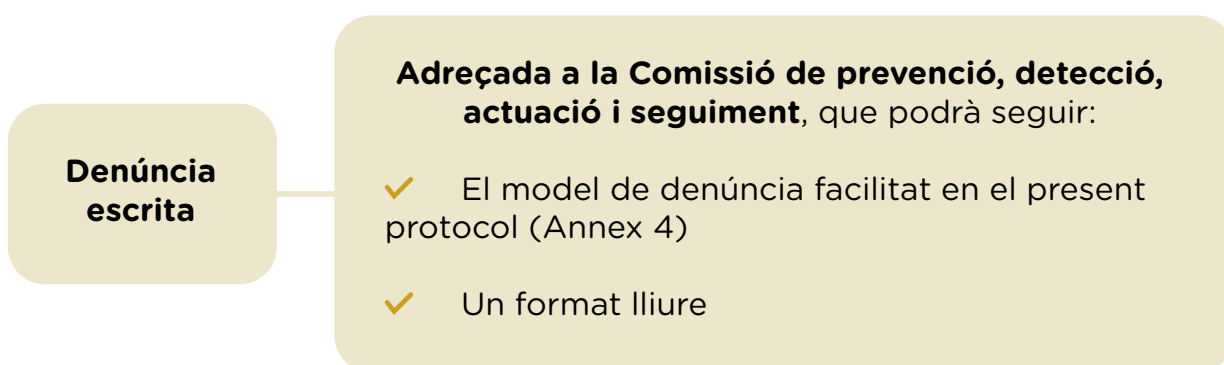 Denúncia
escrita
Adreçada a la Comissió de prevenció, detecció,
actuació i seguiment, que podrà seguir:
✓ El model de denúncia facilitat en el present
protocol (Annex 4)
✓ Un format lliure